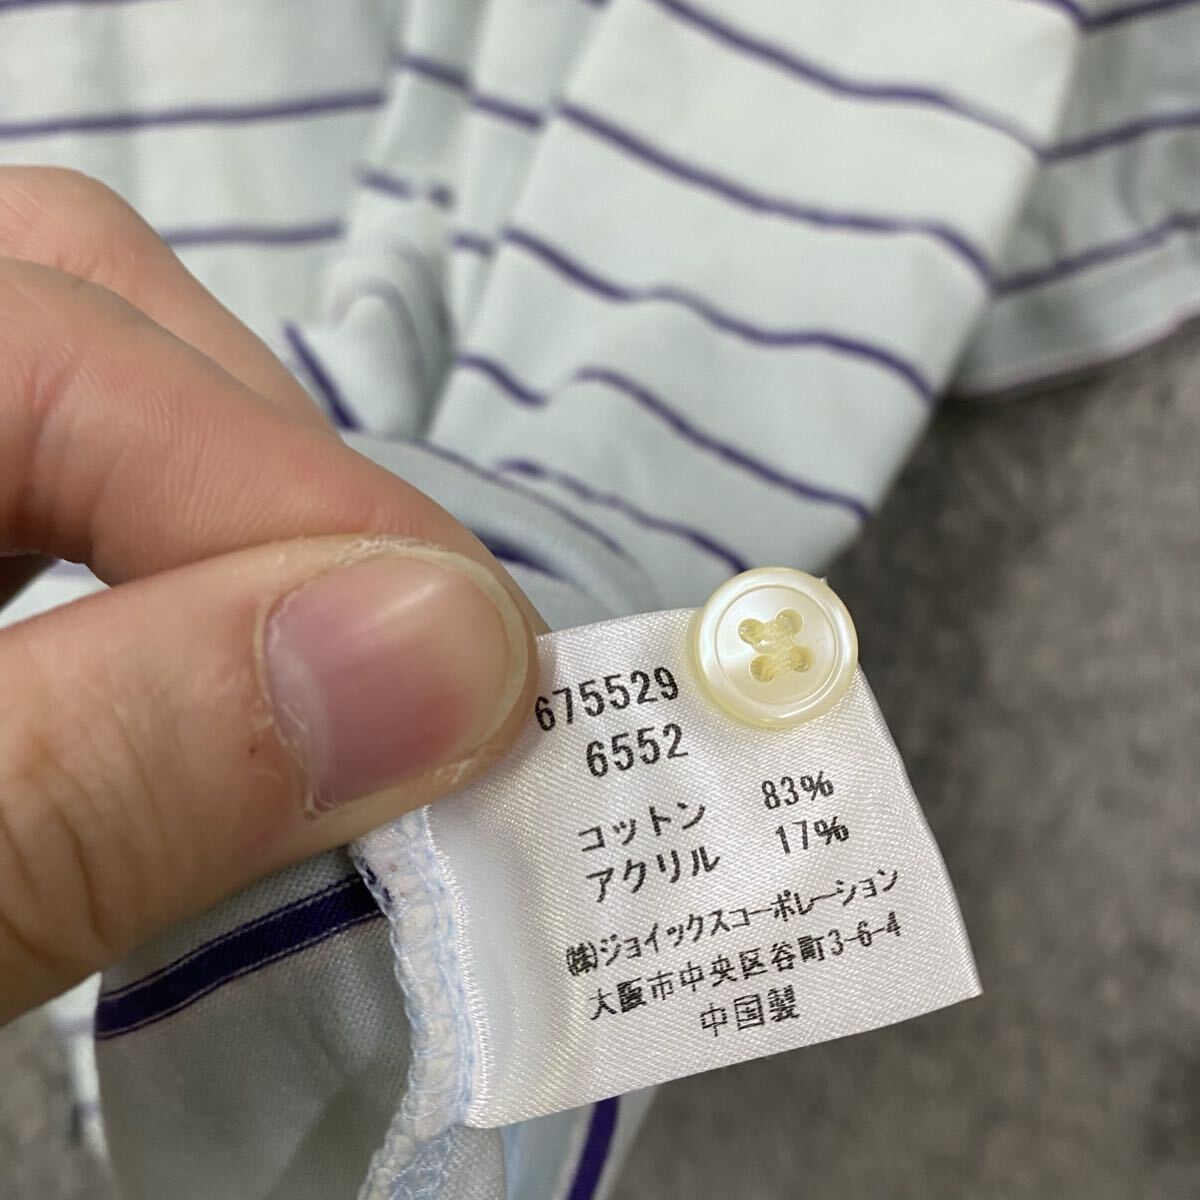 675529
6552
コットン 83%
アクリル 17%
㈱ジョイックスコーポレーション
大阪市中央区谷町3-6-4
中国製